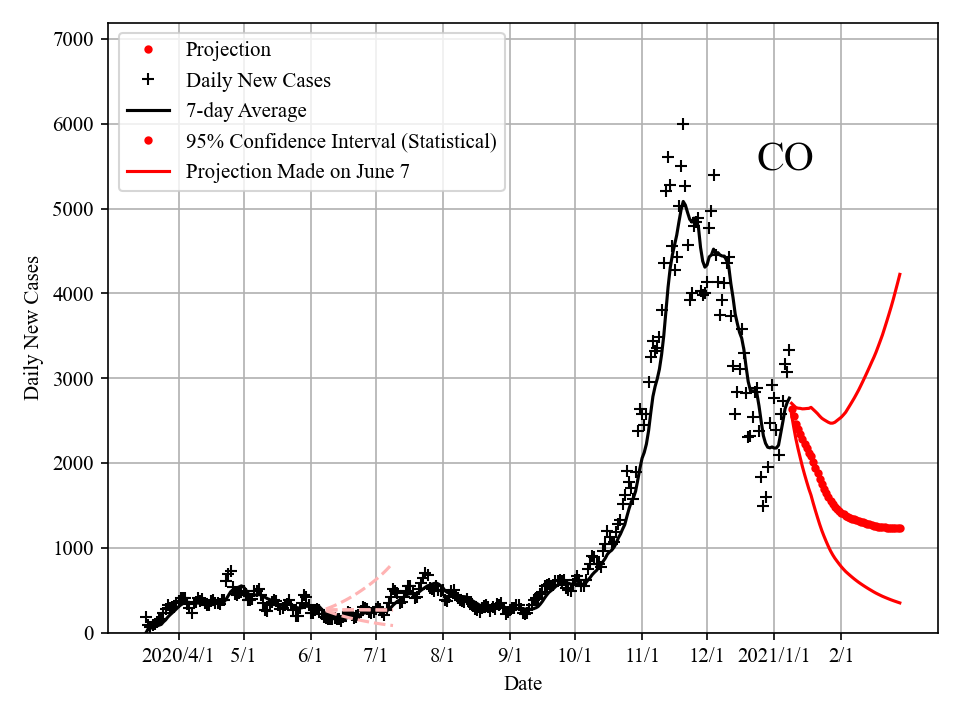 7000
6000
5000
4000
3000
2000
1000
0
Daily New Cases
Projection
Daily New Cases
7-day Average
95% Confidence Interval (Statistical)
Projection Made on June 7
CO
2020/4/1 5/1 6/1 7/1 8/1 9/1 10/1 11/1 12/1 2021/1/1 2/1
Date